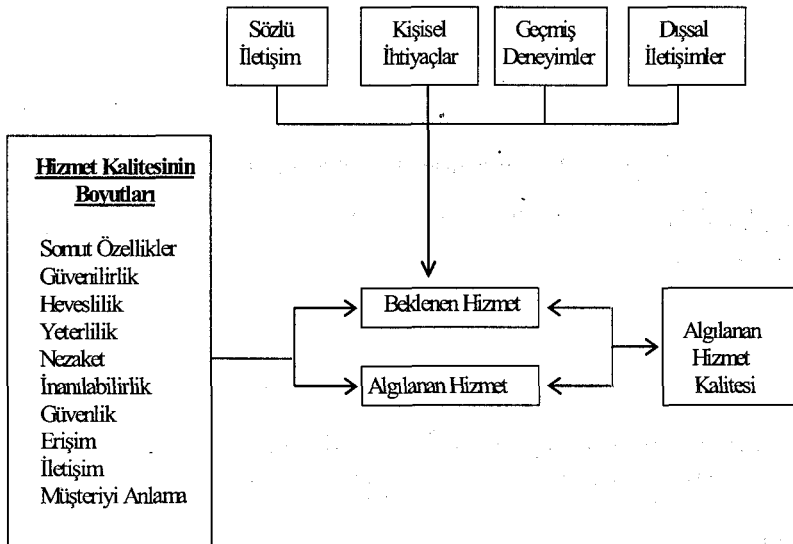 Sözlü
İletişim
Kişisel
İhtiyaçlar
Geçmiş
Deneyimler
Dışsal
İletişimler
Hizmet Kalitesinin
Boyutları
Somut Özellikler
Güvenilirlik
Heveslilik
Yeterlilik
Nezaket
İnanılabilirlik
Güvenlik
Erişim
İletişim
Müşteriyi Anlama
Beklenen Hizmet
Algılanan Hizmet
Algılanan
Hizmet
Kalitesi